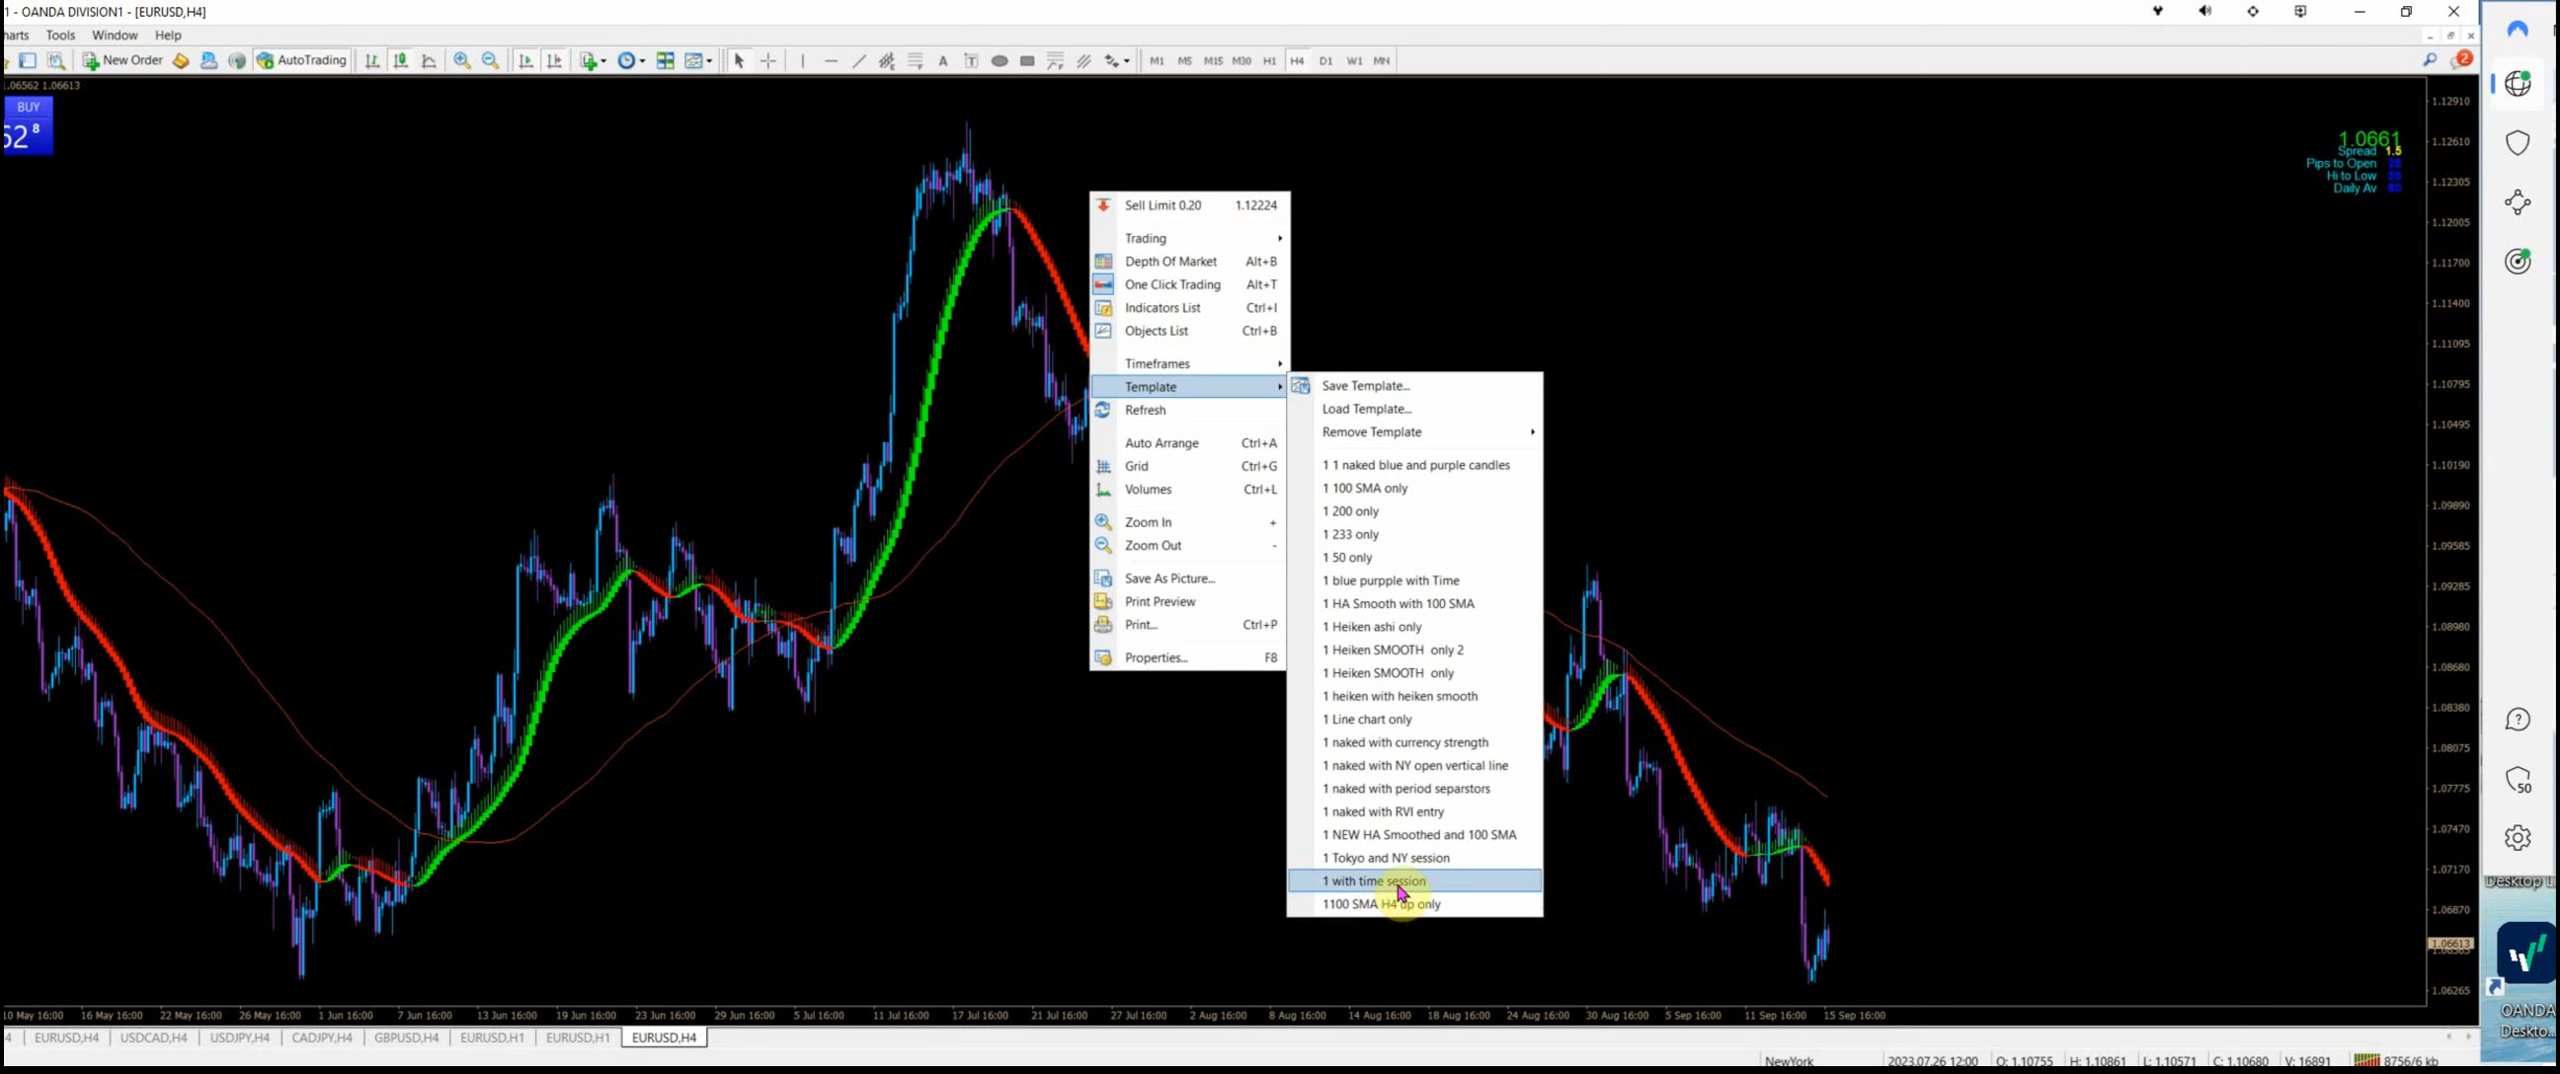 1 - OANDA DIVISION1 - [EURUSD,H4]
harts Tools Window Help
New Order AutoTrading A T M1 M5 M15 M30 H1 H4 D1 W1 MN 2
1.06562 1.06613
BUY
52 8
1.0661
Spread 1.5
Pips to Open
Hi to Low
Daily Av
Sell Limit 0.20 1.12224
Trading
Depth Of Market Alt+B
One Click Trading Alt+T
Indicators List Ctrl+I
Objects List Ctrl+B
Timeframes
Template
Refresh
Auto Arrange Ctrl+A
Grid Ctrl+G
Volumes Ctrl+L
Zoom In +
Zoom Out -
Save As Picture...
Print Preview
Print... Ctrl+P
Properties... F8
Save Template...
Load Template...
Remove Template
1 1 naked blue and purple candles
1 100 SMA only
1 200 only
1 233 only
1 50 only
1 blue purpple with Time
1 HA Smooth with 100 SMA
1 Heiken ashi only
1 Heiken SMOOTH only 2
1 Heiken SMOOTH only
1 heiken with heiken smooth
1 Line chart only
1 naked with currency strength
1 naked with NY open vertical line
1 naked with period separstors
1 naked with RVI entry
1 NEW HA Smoothed and 100 SMA
1 Tokyo and NY session
1 with time session
1100 SMA H4 up only
1.12910
1.12610
1.12305
1.12005
1.11700
1.11400
1.11095
1.10795
1.10495
1.10190
1.09890
1.09585
1.09285
1.08980
1.08680
1.08380
1.08075
1.07775
1.07470
1.07170
1.06870
1.06613
1.06265
10 May 16:00 16 May 16:00 22 May 16:00 26 May 16:00 1 Jun 16:00 7 Jun 16:00 13 Jun 16:00 19 Jun 16:00 23 Jun 16:00 29 Jun 16:00 5 Jul 16:00 11 Jul 16:00 17 Jul 16:00 21 Jul 16:00 27 Jul 16:00 2 Aug 16:00 8 Aug 16:00 14 Aug 16:00 18 Aug 16:00 24 Aug 16:00 30 Aug 16:00 5 Sep 16:00 11 Sep 16:00 15 Sep 16:00
4 EURUSD,H4 USDCAD,H4 USDJPY,H4 CADJPY,H4 GBPUSD,H4 EURUSD,H1 EURUSD,H1 EURUSD,H4
NewYork 2023.07.26 12:00 O: 1.10755 H: 1.10861 L: 1.10571 C: 1.10680 V: 16891 8756/6 kb
50
Desktop
OANDA
Deskto...